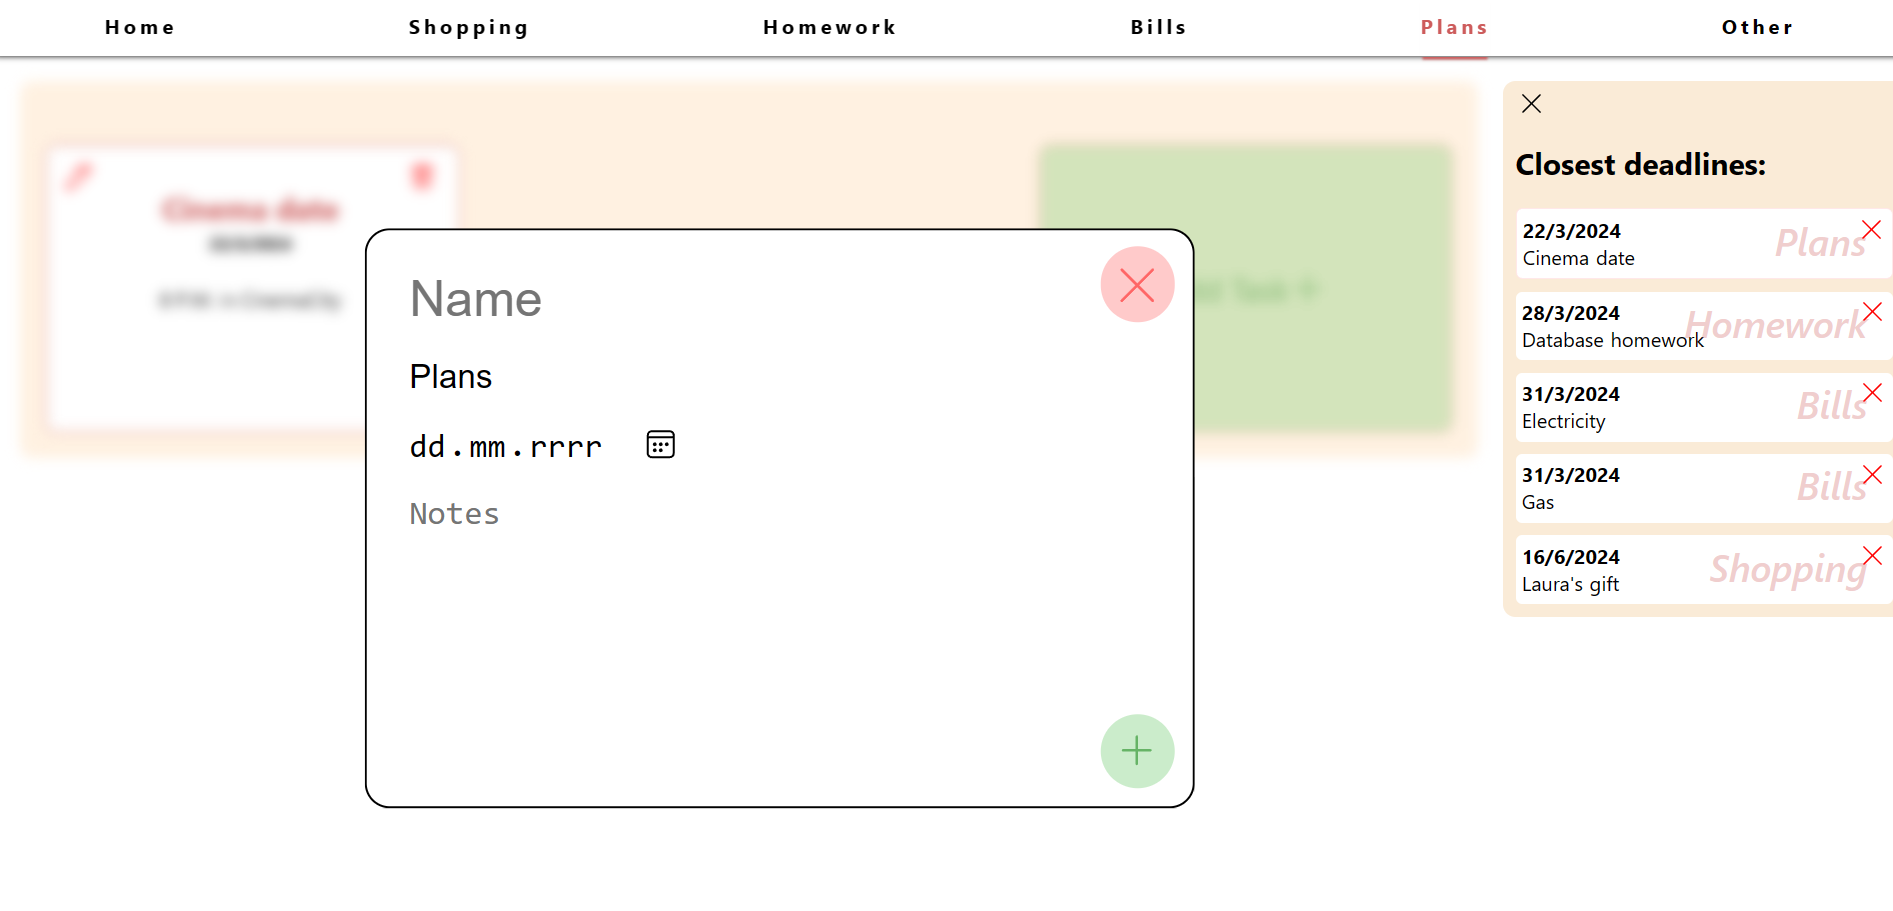 Home Shopping Homework Bills Plans Other
Cinema date
Name
Plans
dd.mm.rrrr
Notes
Closest deadlines:
22/3/2024
Plans
Cinema date
28/3/2024
Homework
Database homework
31/3/2024
Bills
Electricity
31/3/2024
Bills
Gas
16/6/2024
Shopping
Laura's gift